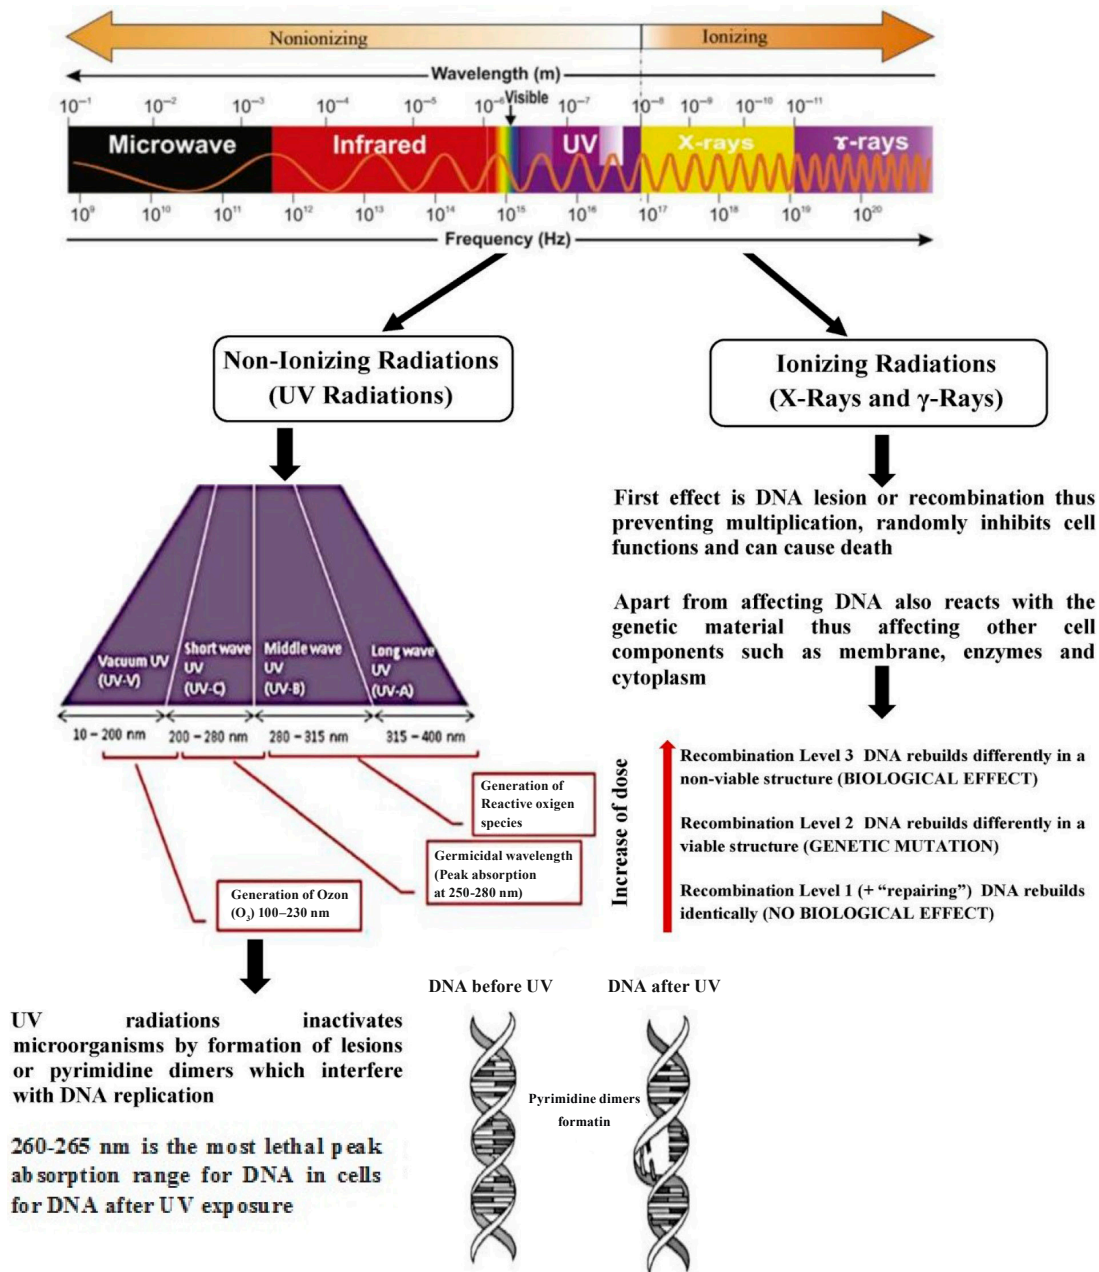 Nonionizing
Ionizing
Wavelength (m)
10⁻¹ 10⁻² 10⁻³ 10⁻⁴ 10⁻⁵ 10⁻⁶ Visible 10⁻⁷ 10⁻⁸ 10⁻⁹ 10⁻¹⁰ 10⁻¹¹
Microwave Infrared UV X-rays ɤ-rays
10⁹ 10¹⁰ 10¹¹ 10¹² 10¹³ 10¹⁴ 10¹⁵ 10¹⁶ 10¹⁷ 10¹⁸ 10¹⁹ 10²⁰
Frequency (Hz)
Non-Ionizing Radiations
(UV Radiations)
Vacuum UV
(UV-V)
Short wave
UV
(UV-C)
Middle wave
UV
(UV-B)
Long wave
UV
(UV-A)
10 – 200 nm 200 – 280 nm 280 – 315 nm 315 – 400 nm
Generation of
Reactive oxigen
species
Germicidal wavelength
(Peak absorption
at 250-280 nm)
Generation of Ozon
(O₃) 100–230 nm
UV radiations inactivates
microorganisms by formation of lesions
or pyrimidine dimers which interfere
with DNA replication
260-265 nm is the most lethal peak
absorption range for DNA in cells
for DNA after UV exposure
Ionizing Radiations
(X-Rays and γ-Rays)
First effect is DNA lesion or recombination thus
preventing multiplication, randomly inhibits cell
functions and can cause death
Apart from affecting DNA also reacts with the
genetic material thus affecting other cell
components such as membrane, enzymes and
cytoplasm
Increase of dose
Recombination Level 3 DNA rebuilds differently in a
non-viable structure (BIOLOGICAL EFFECT)
Recombination Level 2 DNA rebuilds differently in a
viable structure (GENETIC MUTATION)
Recombination Level 1 (+ “repairing”) DNA rebuilds
identically (NO BIOLOGICAL EFFECT)
DNA before UV
DNA after UV
Pyrimidine dimers
formatin